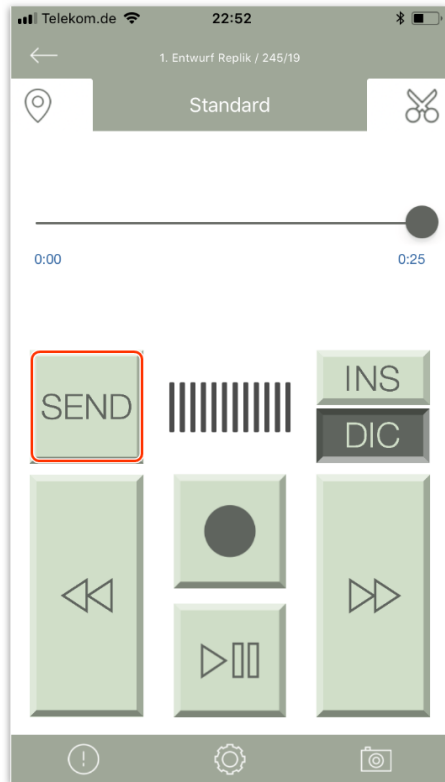 Telekom.de 22:52
1. Entwurf Replik / 245/19
Standard
0:00 0:25
SEND
INS
DIC